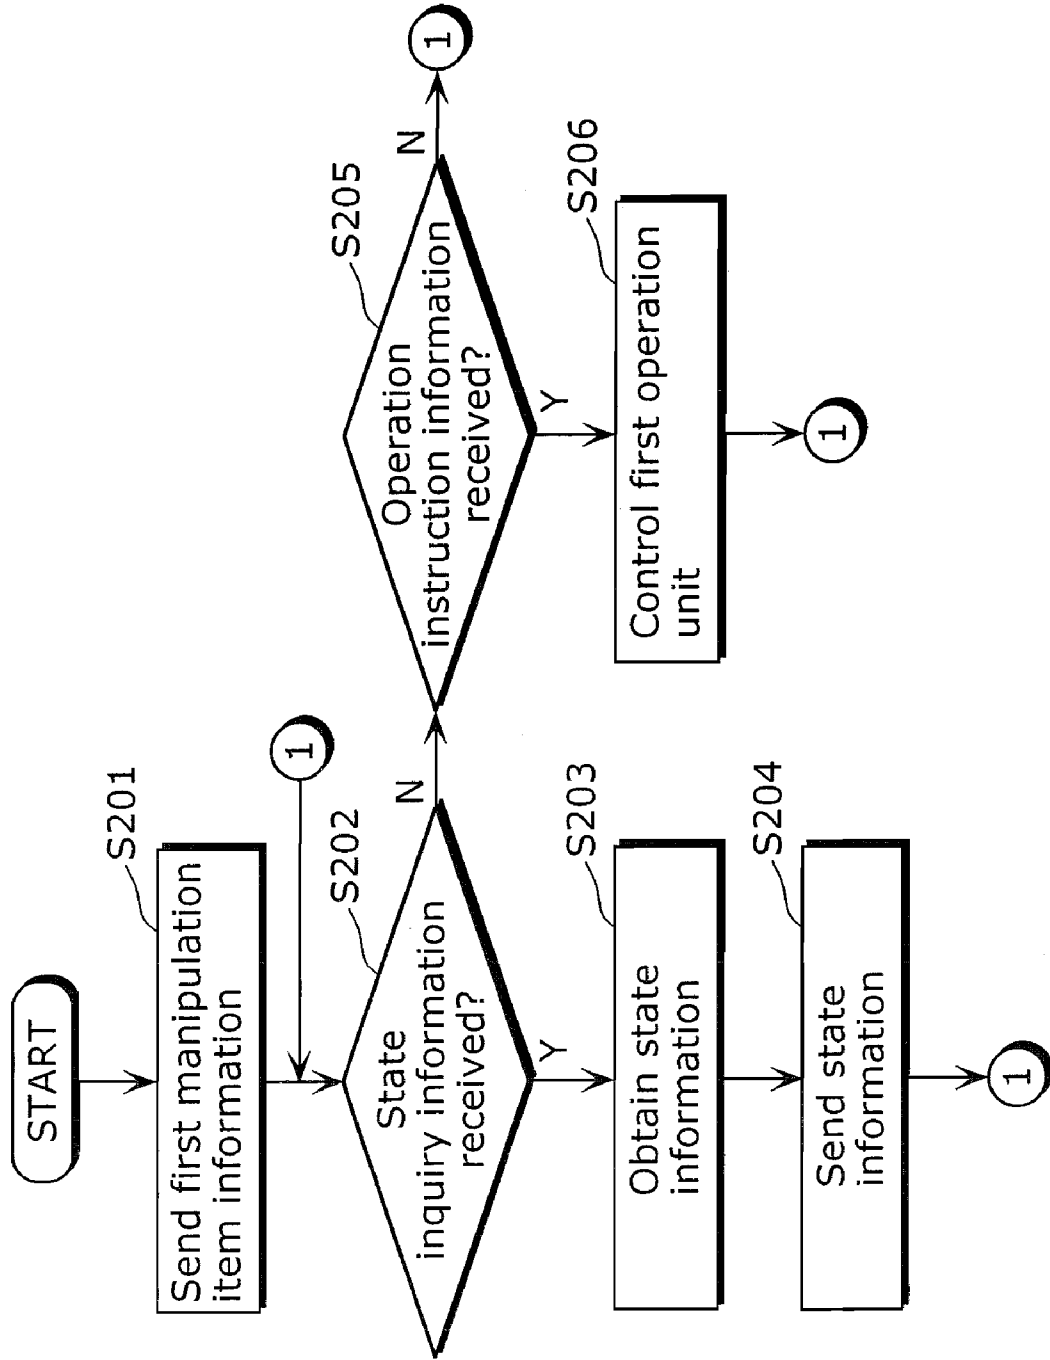 START
S201
Send first manipulation
item information
1
S202
State
inquiry information
received?
N
Y
S203
Obtain state
information
S204
Send state
information
1
S205
Operation
instruction information
received?
N
1
Y
S206
Control first operation
unit
1